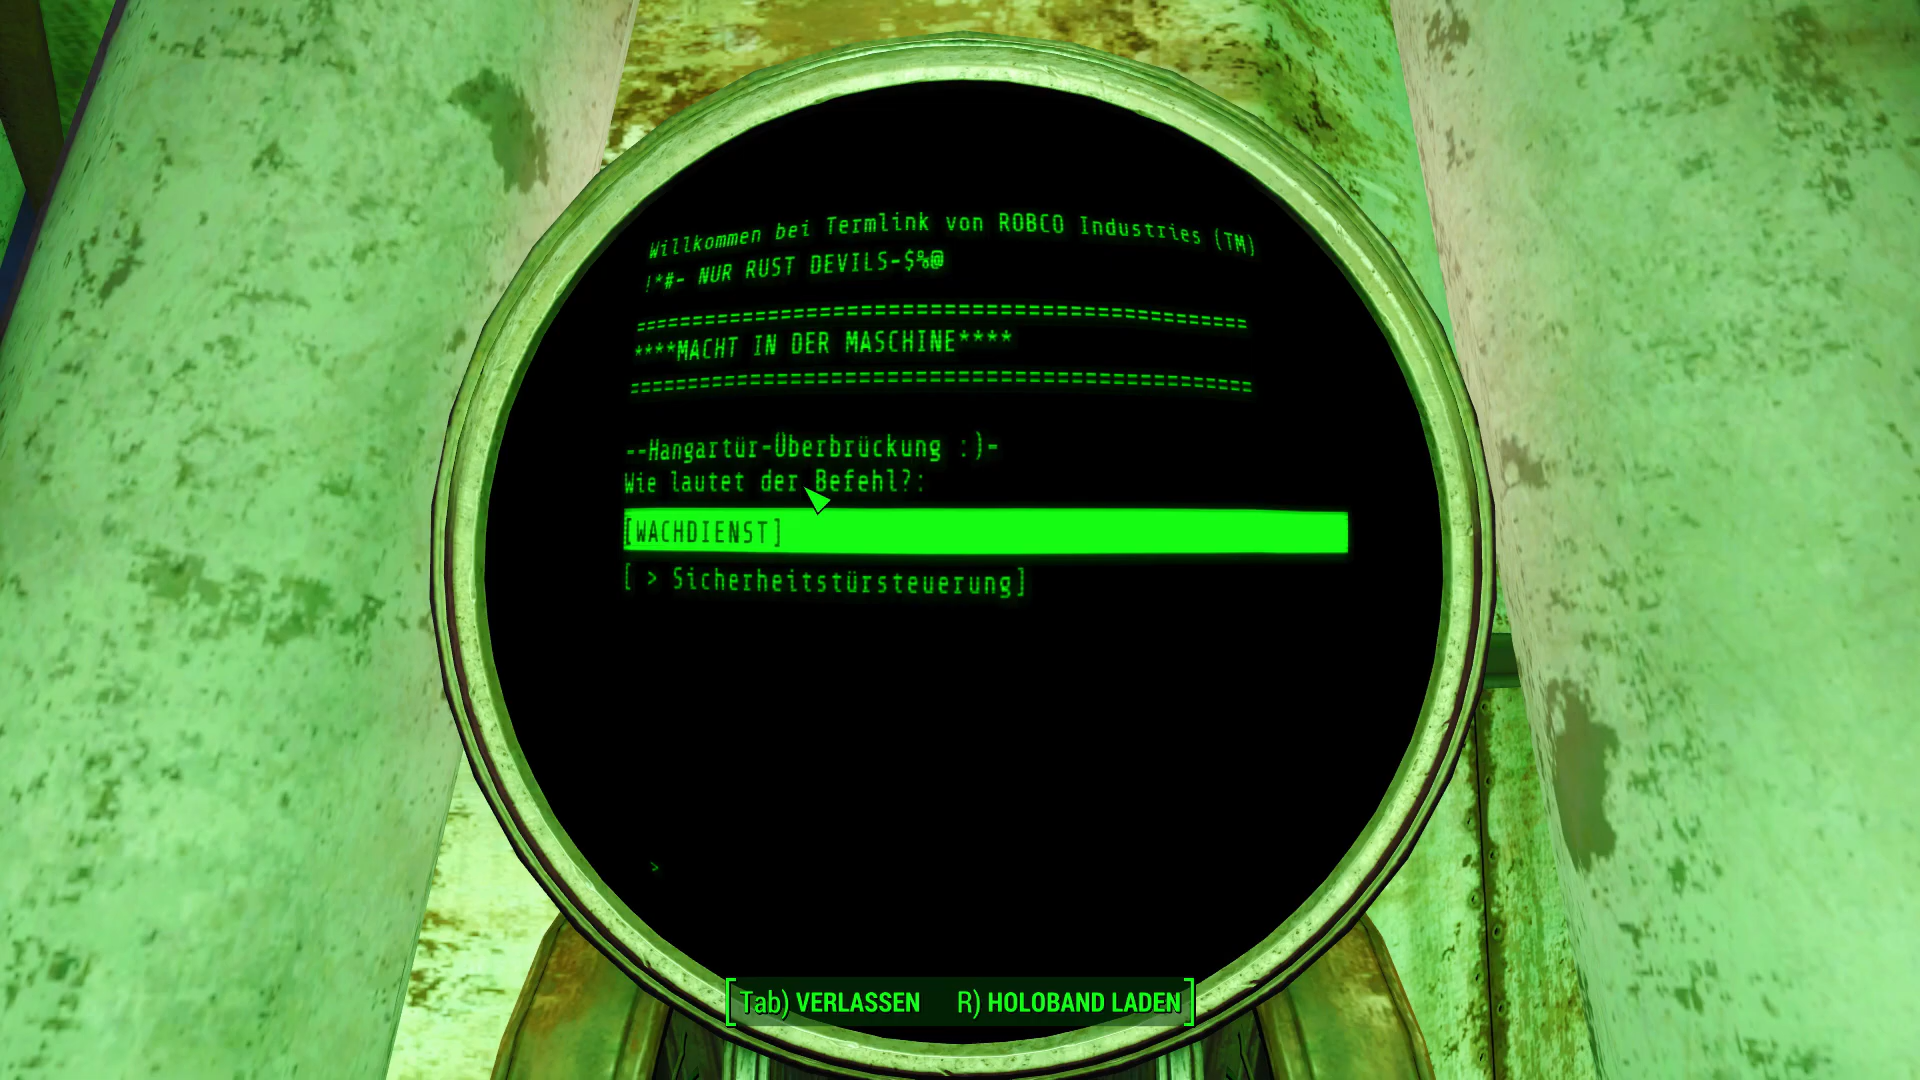 Willkommen bei Termlink von ROBCO Industries (TM)
!*#- NUR RUST DEVILS-$%@
==================================================
****MACHT IN DER MASCHINE****
==================================================
--Hangartür-Überbrückung :)-
Wie lautet der Befehl?:
[WACHDIENST]
[ > Sicherheitstürsteuerung]
>
Tab) VERLASSEN R) HOLOBAND LADEN